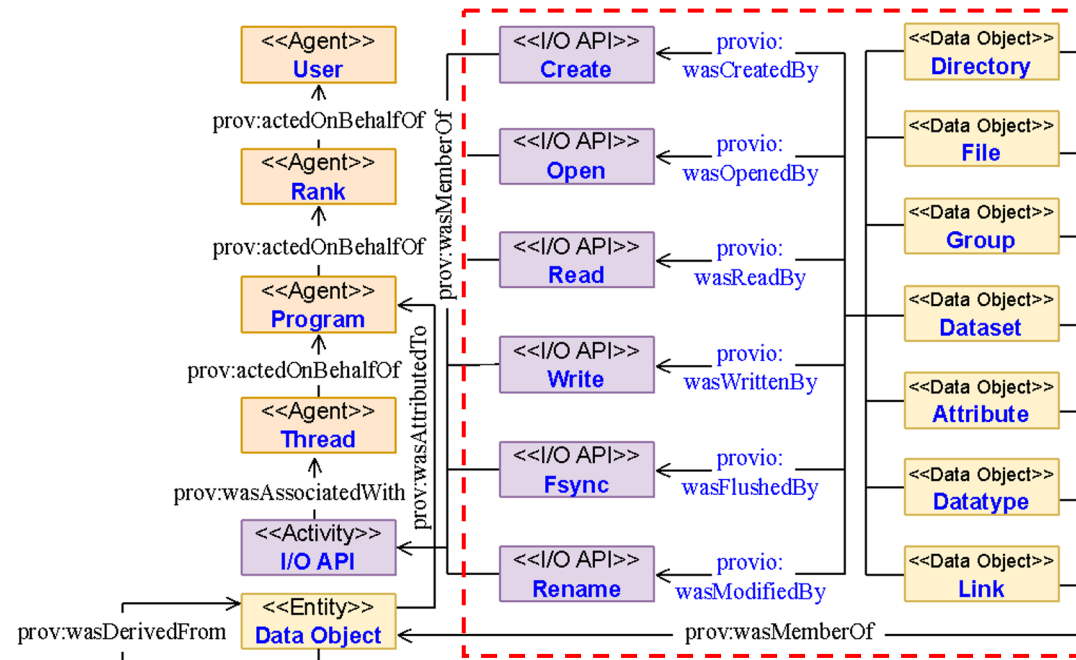 <<Agent>>
User
prov:actedOnBehalfOf
<<Agent>>
Rank
prov:actedOnBehalfOf
<<Agent>>
Program
prov:actedOnBehalfOf
<<Agent>>
Thread
prov:wasAssociatedWith
<<Activity>>
I/O API
<<Entity>>
Data Object
prov:wasDerivedFrom
prov:wasAttributedTo
prov:wasMemberOf
<<I/O API>>
Create
<<I/O API>>
Open
<<I/O API>>
Read
<<I/O API>>
Write
<<I/O API>>
Fsync
<<I/O API>>
Rename
provio:
wasCreatedBy
provio:
wasOpenedBy
provio:
wasReadBy
provio:
wasWrittenBy
provio:
wasFlushedBy
provio:
wasModifiedBy
prov:wasMemberOf
<<Data Object>>
Directory
<<Data Object>>
File
<<Data Object>>
Group
<<Data Object>>
Dataset
<<Data Object>>
Attribute
<<Data Object>>
Datatype
<<Data Object>>
Link